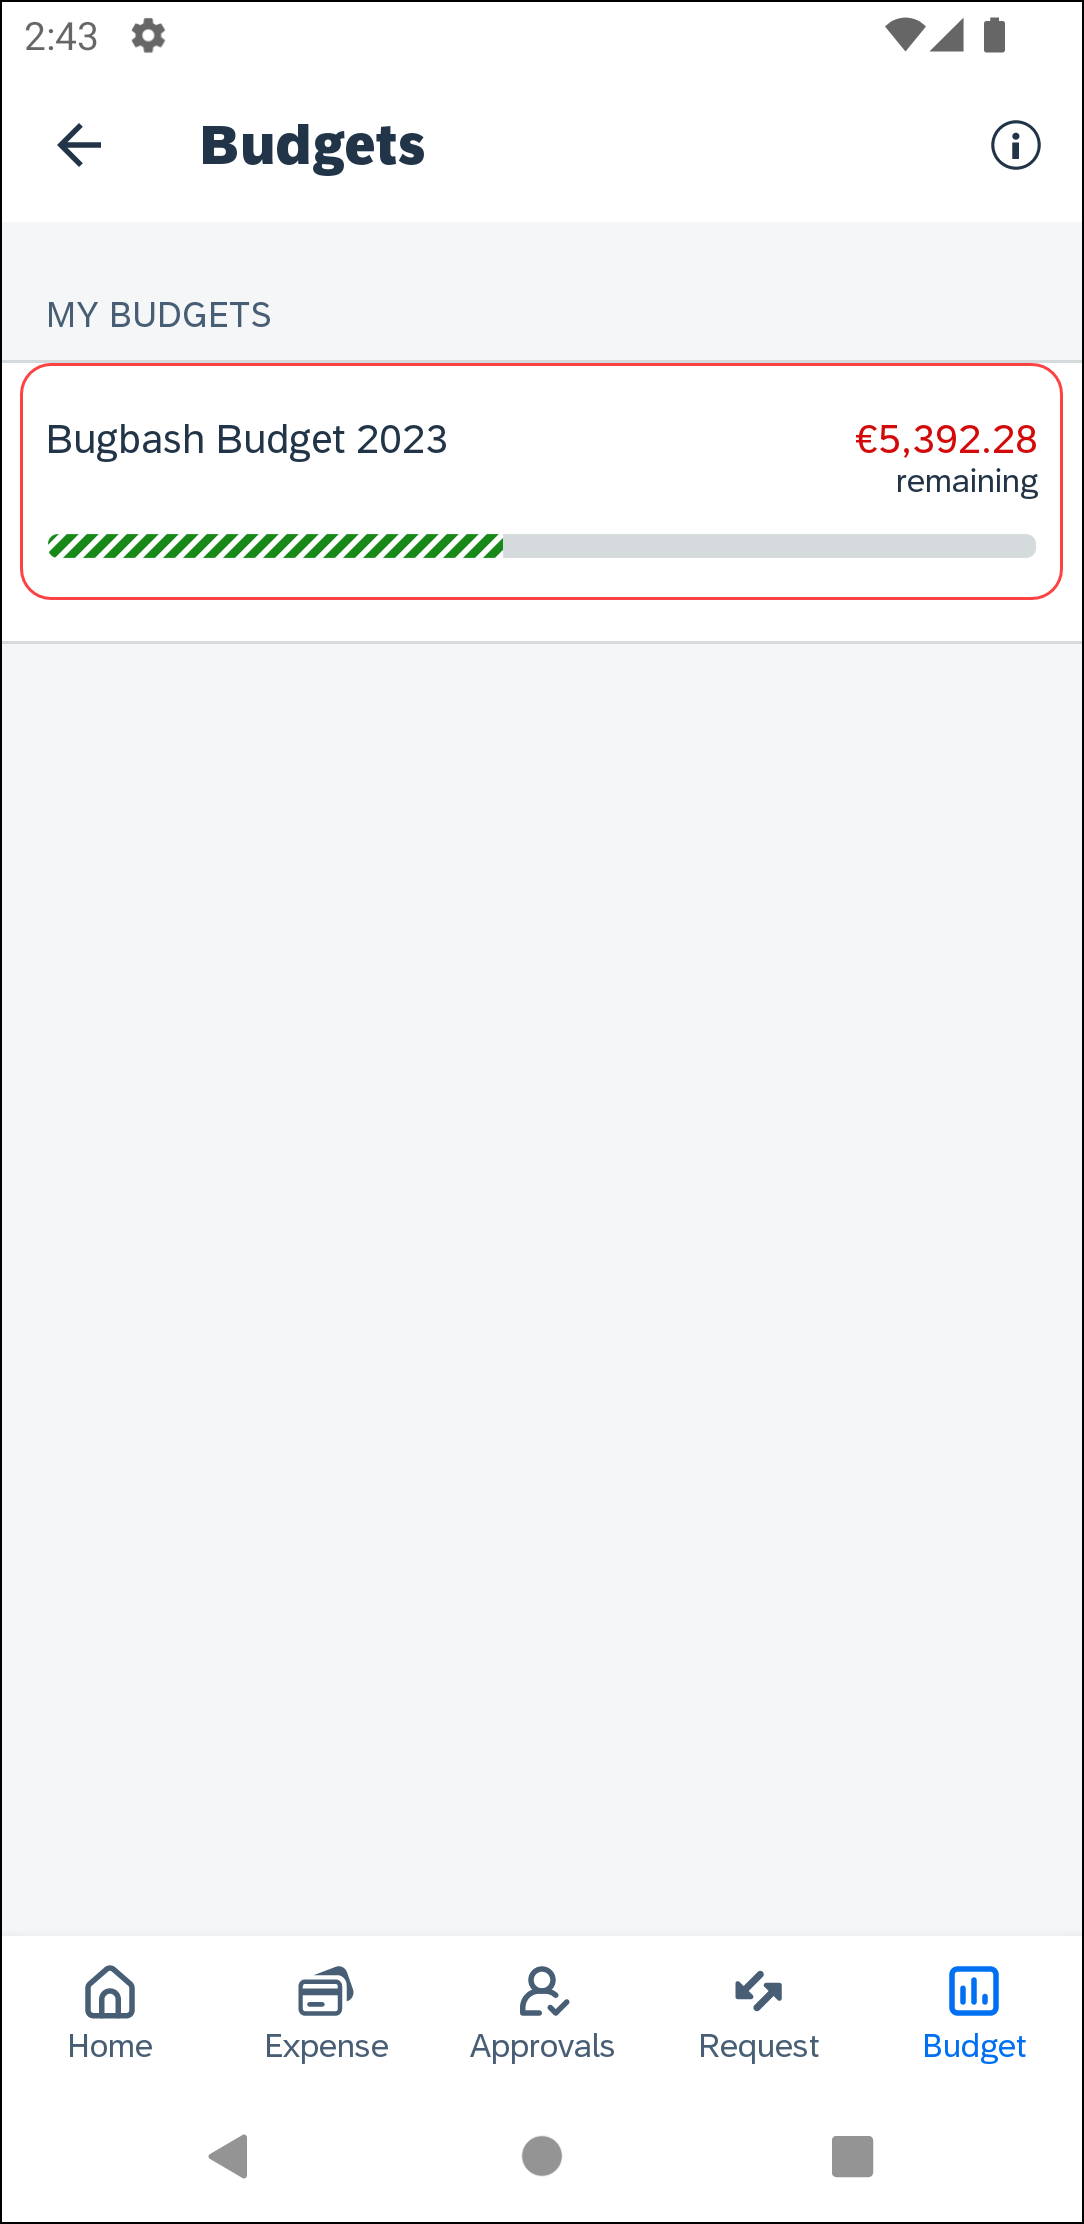 2:43
Budgets
MY BUDGETS
Bugbash Budget 2023 €5,392.28
remaining
Home Expense Approvals Request Budget